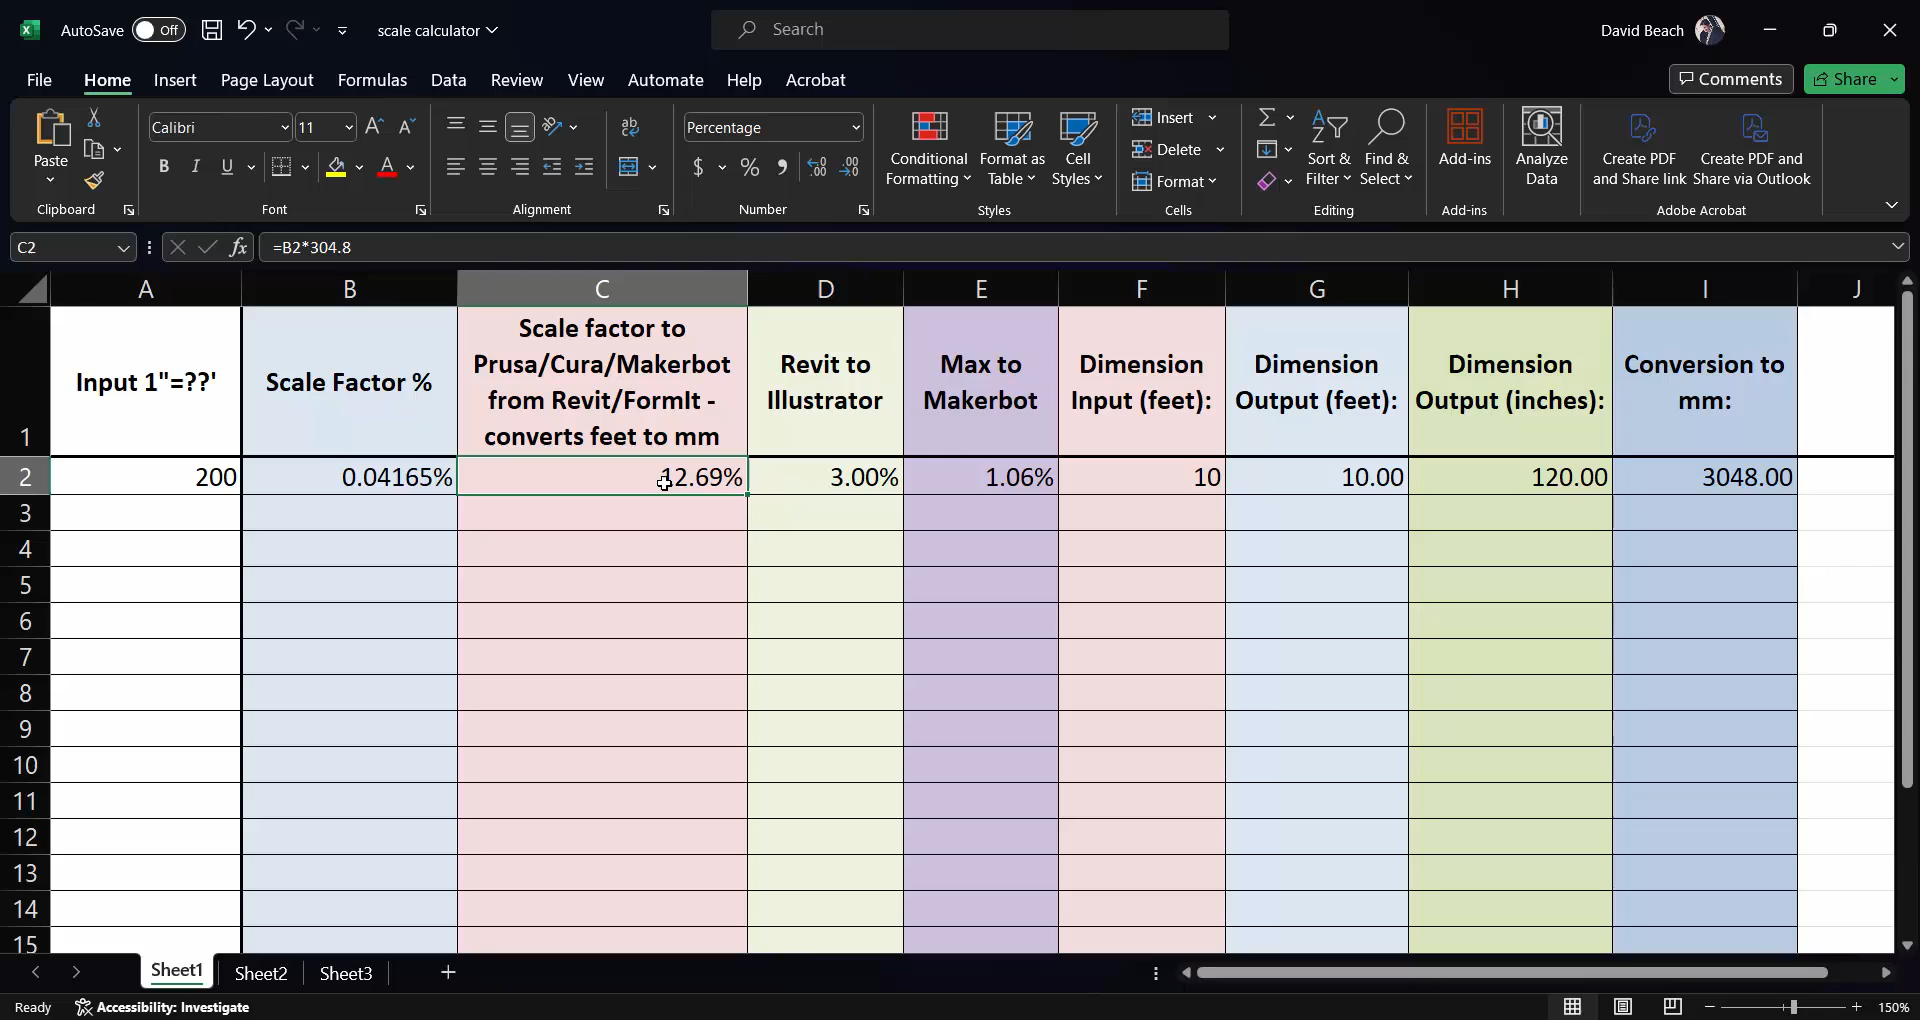 AutoSave Off scale calculator Search David Beach
File Home Insert Page Layout Formulas Data Review View Automate Help Acrobat Comments Share
Paste Calibri 11 Percentage Conditional Formatting Format as Table Cell Styles Insert Delete Format Sort & Filter Find & Select Add-ins Analyze Data Create PDF and Share link Create PDF and Share via Outlook
B I U A $ %
Clipboard Font Alignment Number Styles Cells Editing Add-ins Adobe Acrobat
C2 fx =B2*304.8
A B C D E F G H I J
1
Input 1"=??'
Scale Factor %
Scale factor to
Prusa/Cura/Makerbot
from Revit/FormIt -
converts feet to mm
Revit to
Illustrator
Max to
Makerbot
Dimension
Input (feet):
Dimension
Output (feet):
Dimension
Output (inches):
Conversion to
mm:
2 200 0.04165% 12.69% 3.00% 1.06% 10 10.00 120.00 3048.00
3
4
5
6
7
8
9
10
11
12
13
14
15
Sheet1 Sheet2 Sheet3
Ready Accessibility: Investigate 150%